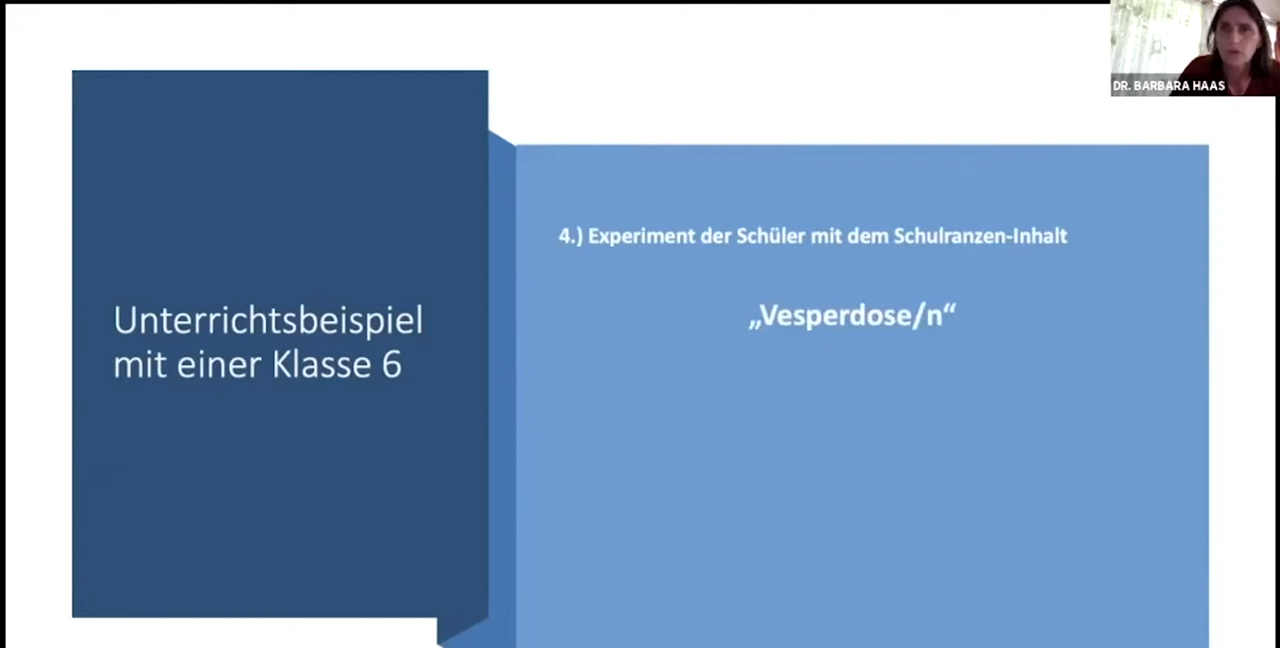 DR. BARBARA HAAS
Unterrichtsbeispiel
mit einer Klasse 6
4.) Experiment der Schüler mit dem Schulranzen-Inhalt
„Vesperdose/n“